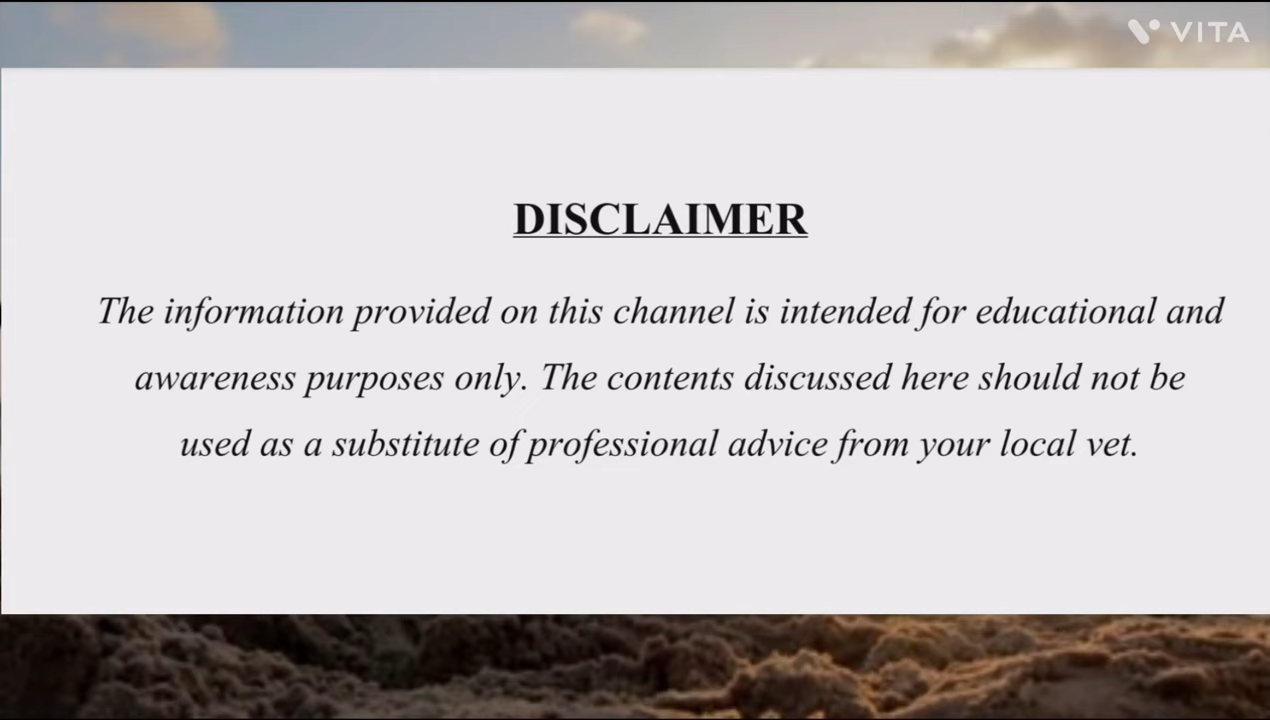 VITA
DISCLAIMER
The information provided on this channel is intended for educational and
awareness purposes only. The contents discussed here should not be
used as a substitute of professional advice from your local vet.